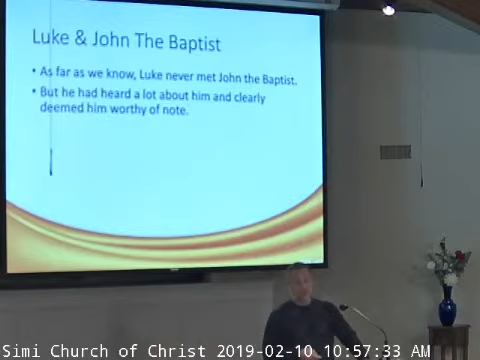 Luke & John The Baptist
• As far as we know, Luke never met John the Baptist.
• But he had heard a lot about him and clearly
deemed him worthy of note.
Simi Church of Christ 2019-02-10 10:57:33 AM